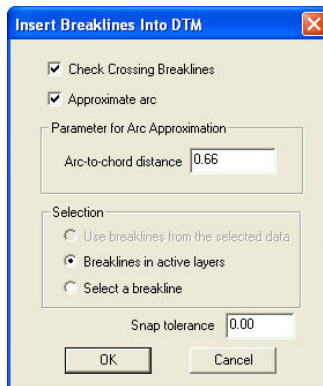 Insert Breaklines Into DTM
Check Crossing Breaklines
Approximate arc
Parameter for Arc Approximation
Arc-to-chord distance 0.66
Selection
Use breaklines from the selected data
Breaklines in active layers
Select a breakline
Snap tolerance 0.00
OK Cancel